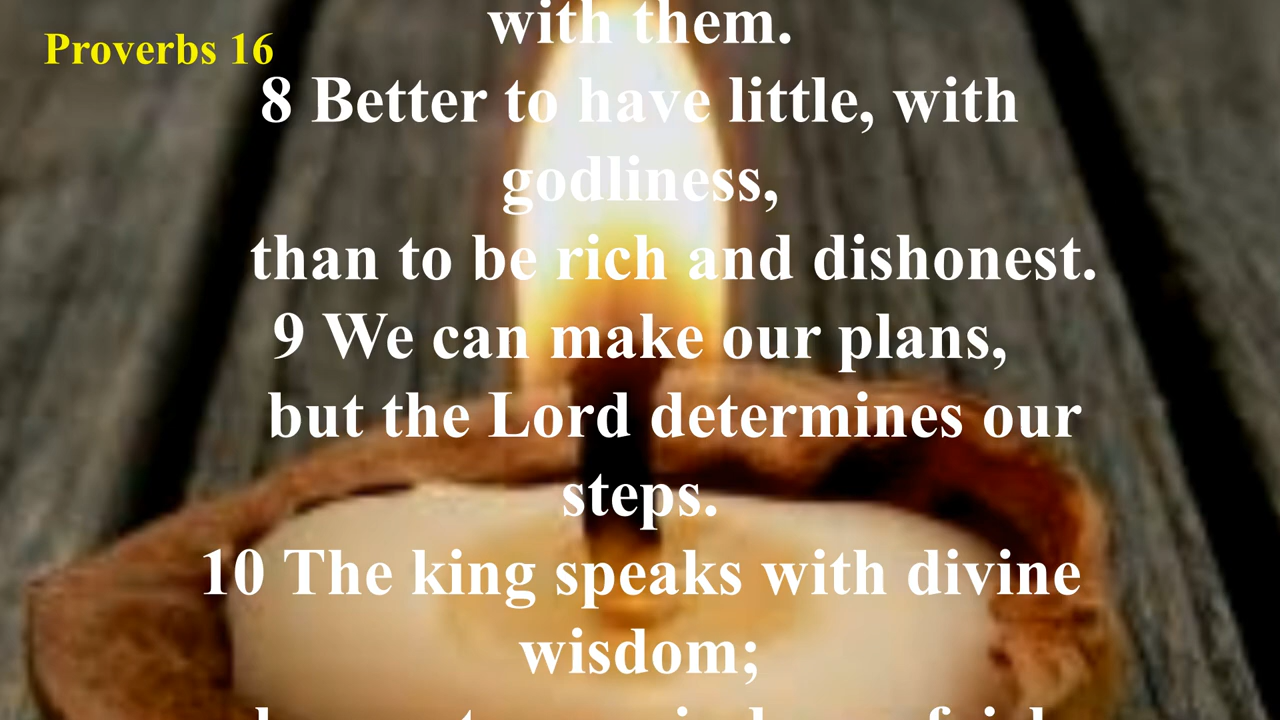 Proverbs 16
with them.
8 Better to have little, with
godliness,
than to be rich and dishonest.
9 We can make our plans,
but the Lord determines our
steps.
10 The king speaks with divine
wisdom;